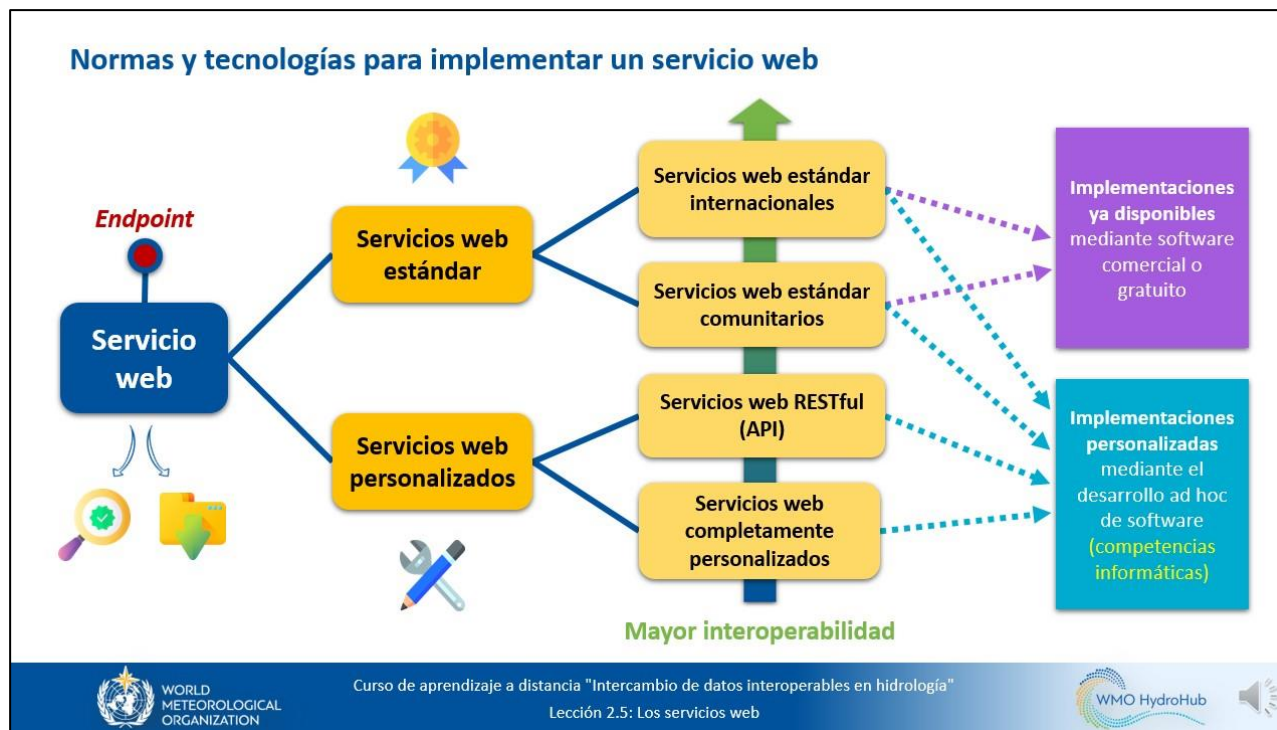 Normas y tecnologías para implementar un servicio web
Endpoint
Servicio
web
Servicios web
estándar
Servicios web
personalizados
Servicios web estándar
internacionales
Servicios web estándar
comunitarios
Servicios web RESTful
(API)
Servicios web
completamente
personalizados
Mayor interoperabilidad
Implementaciones
ya disponibles
mediante software
comercial o
gratuito
Implementaciones
personalizadas
mediante el
desarrollo ad hoc
de software
(competencias
informáticas)
WORLD
METEOROLOGICAL
ORGANIZATION
Curso de aprendizaje a distancia "Intercambio de datos interoperables en hidrología"
Lección 2.5: Los servicios web
WMO HydroHub